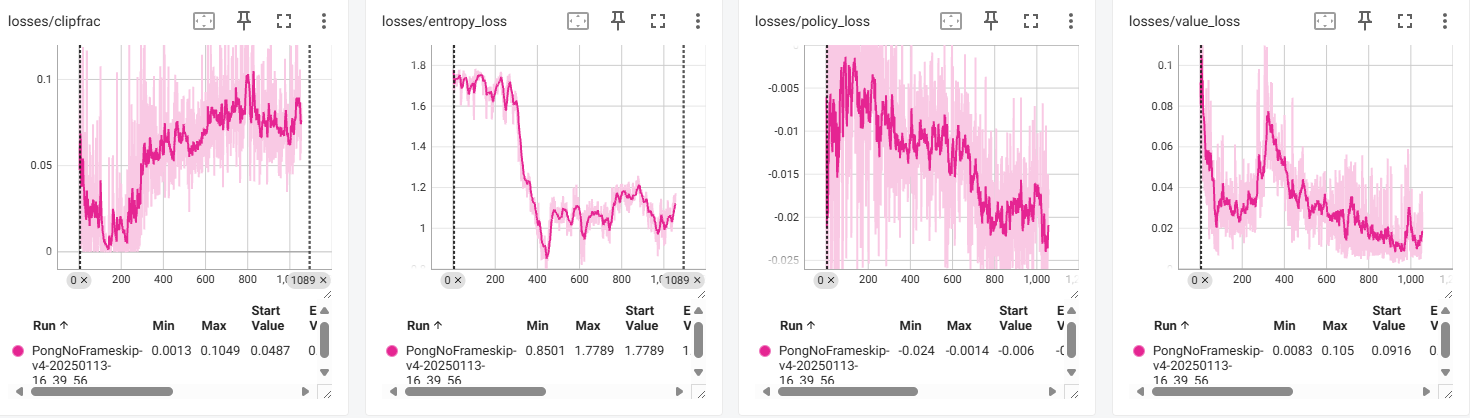 losses/clipfrac
0.1
0.05
0
200
400
600
800
0 ×
1089 ×
Run ↑ Min Max Start Value
PongNoFrameskip-
v4-20250113-
16_39_56
0.0013 0.1049 0.0487 0
losses/entropy_loss
1.8
1.6
1.4
1.2
1
200
400
600
800
0 ×
1089 ×
Run ↑ Min Max Start Value
PongNoFrameskip-
v4-20250113-
16_39_56
0.8501 1.7789 1.7789 1
losses/policy_loss
-0.005
-0.01
-0.015
-0.02
-0.025
200
400
600
800
1,000
0 ×
Run ↑ Min Max Start Value
PongNoFrameskip-
v4-20250113-
16_39_56
-0.024 -0.0014 -0.006
losses/value_loss
0.1
0.08
0.06
0.04
0.02
200
400
600
800
1,000
0 ×
Run ↑ Min Max Start Value
PongNoFrameskip-
v4-20250113-
16_39_56
0.0083 0.105 0.0916 0